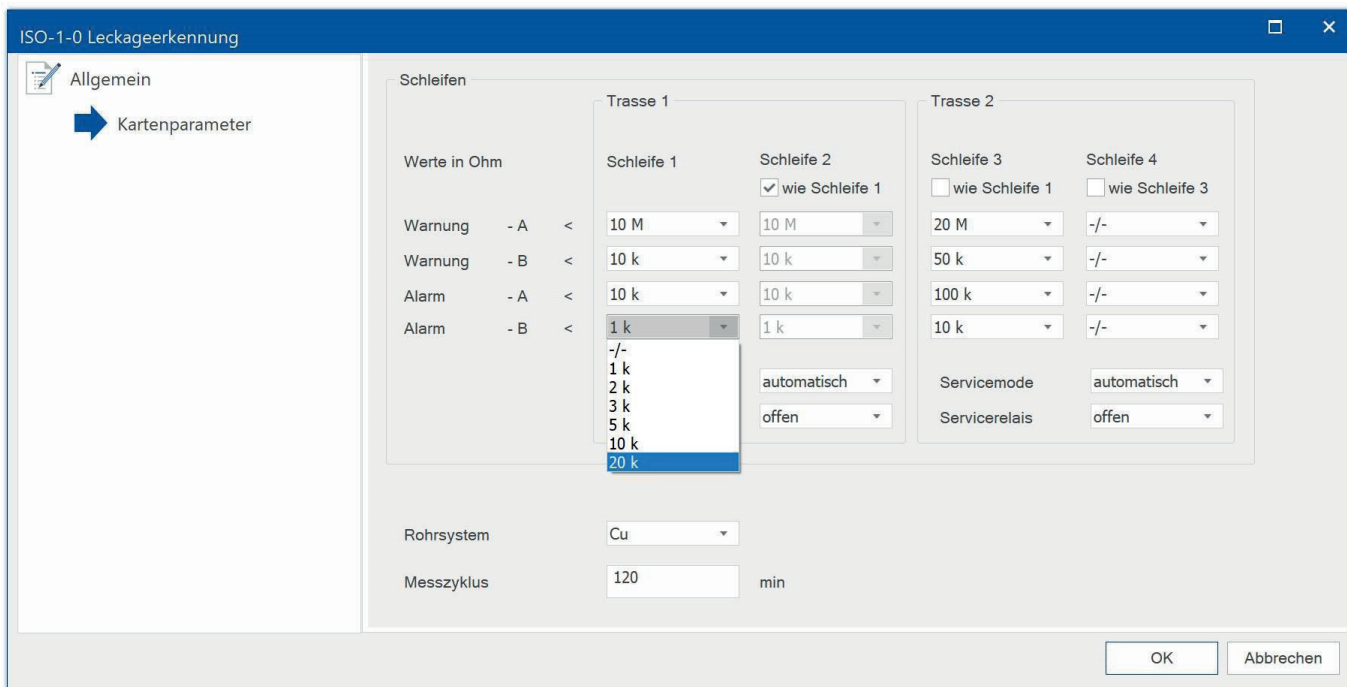 ISO-1-0 Leckageerkennung
Allgemein
Kartenparameter
Schleifen
Trasse 1
Trasse 2
Werte in Ohm
Schleife 1
Schleife 2
Schleife 3
Schleife 4
wie Schleife 1
wie Schleife 1
wie Schleife 3
Warnung - A < 10 M 10 M 20 M -/-
Warnung - B < 10 k 10 k 50 k -/-
Alarm - A < 10 k 10 k 100 k -/-
Alarm - B < 1 k 1 k 10 k -/-
-/-
1 k
2 k
3 k
5 k
10 k
20 k
automatisch
offen
Servicemode automatisch
Servicerelais offen
Rohrsystem Cu
Messzyklus 120 min
OK
Abbrechen